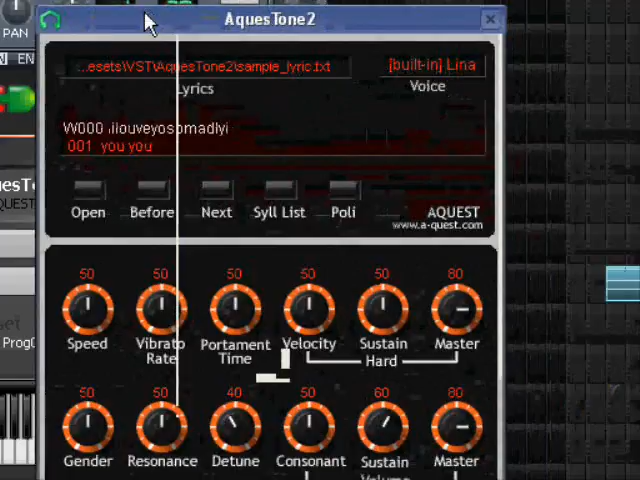 AquesTone2
PAN
EN
...esets\VST\AquesTone2\sample_lyric.txt
[built-in] Lina
Lyrics
Voice
W000 .ilouveyosomadlyi
001 you you
Open Before Next Syll List Poli
AQUEST
www.a-quest.com
50 50 50 50 50 80
Speed Vibrato Rate Portament Time Velocity Sustain Master
Hard
50 50 40 50 60 80
Gender Resonance Detune Consonant Sustain Master